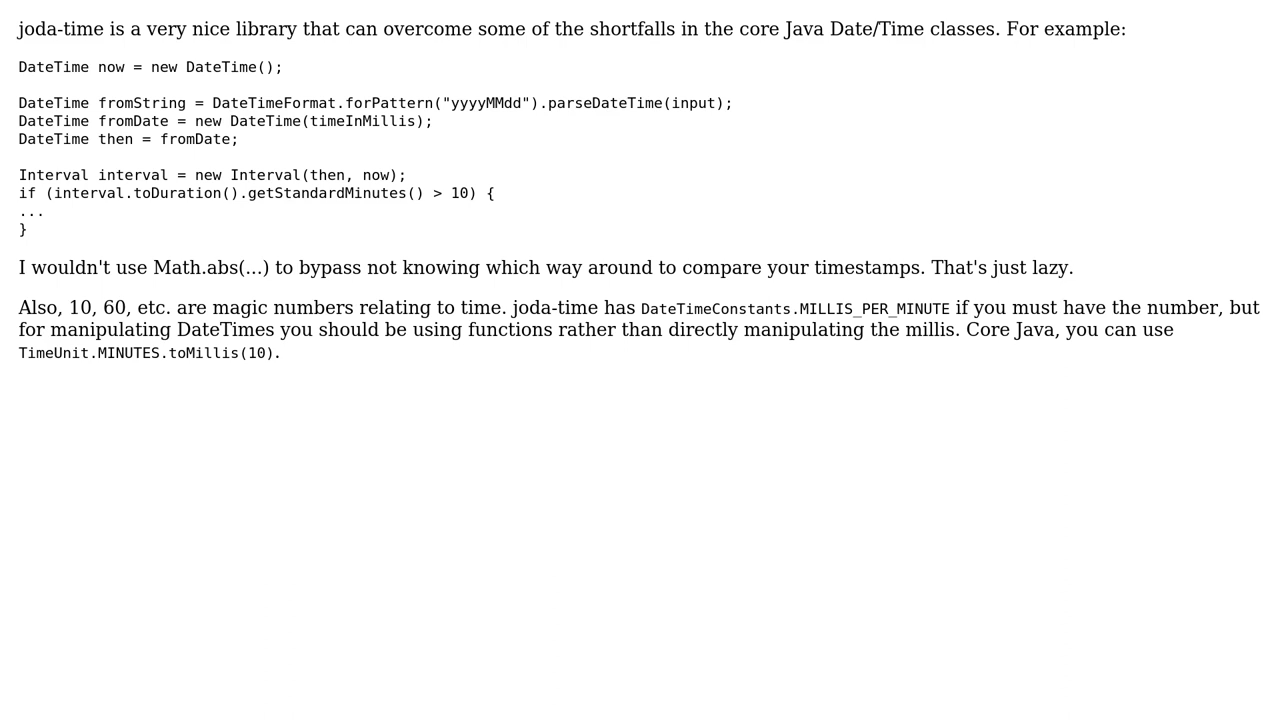 joda-time is a very nice library that can overcome some of the shortfalls in the core Java Date/Time classes. For example:
DateTime now = new DateTime();
DateTime fromString = DateTimeFormat.forPattern("yyyyMMdd").parseDateTime(input);
DateTime fromDate = new DateTime(timeInMillis);
DateTime then = fromDate;
Interval interval = new Interval(then, now);
if (interval.toDuration().getStandardMinutes() > 10) {
...
}
I wouldn't use Math.abs(...) to bypass not knowing which way around to compare your timestamps. That's just lazy.
Also, 10, 60, etc. are magic numbers relating to time. joda-time has DateTimeConstants.MILLIS_PER_MINUTE if you must have the number, but
for manipulating DateTimes you should be using functions rather than directly manipulating the millis. Core Java, you can use
TimeUnit.MINUTES.toMillis(10).